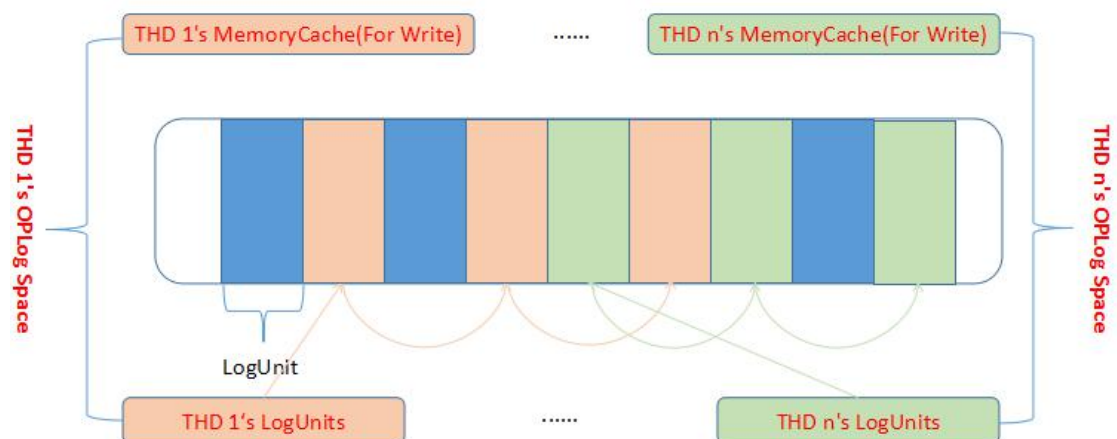 THD 1's MemoryCache(For Write)
......
THD n's MemoryCache(For Write)
THD 1's OPLog Space
THD n's OPLog Space
LogUnit
THD 1‘s LogUnits
......
THD n's LogUnits